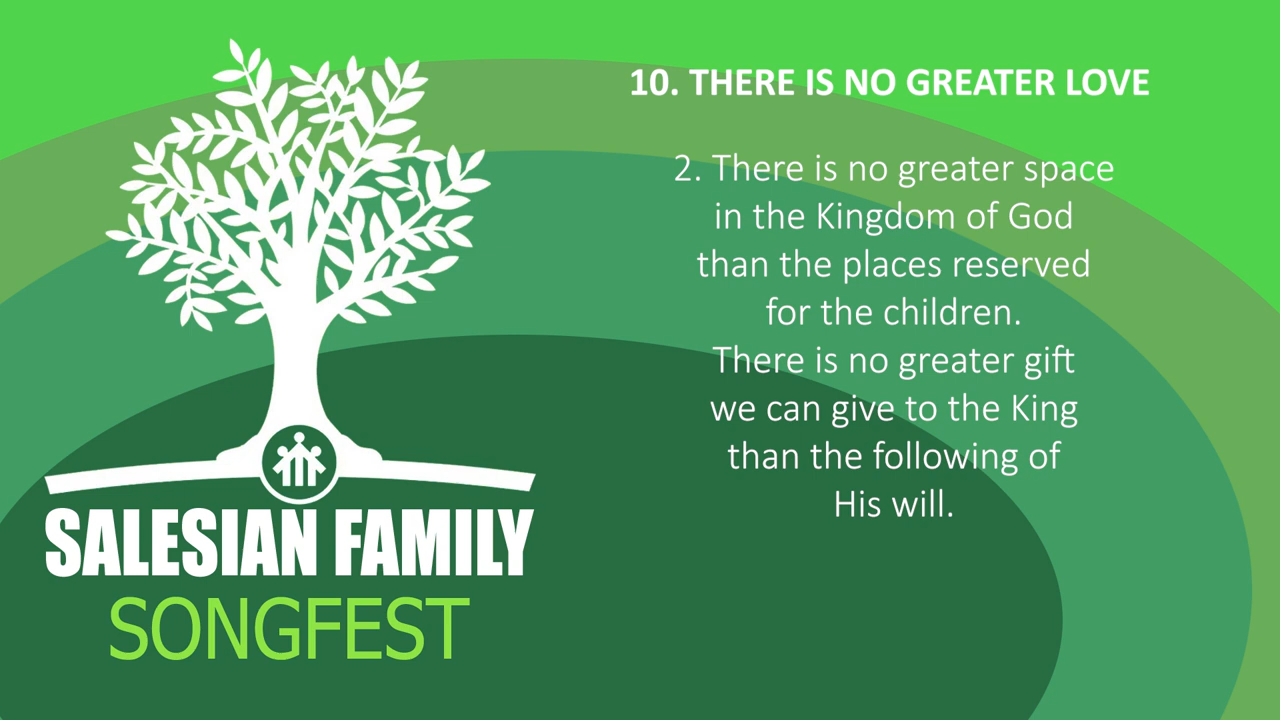 10. THERE IS NO GREATER LOVE
2. There is no greater space
in the Kingdom of God
than the places reserved
for the children.
There is no greater gift
we can give to the King
than the following of
His will.
SALESIAN FAMILY
SONGFEST